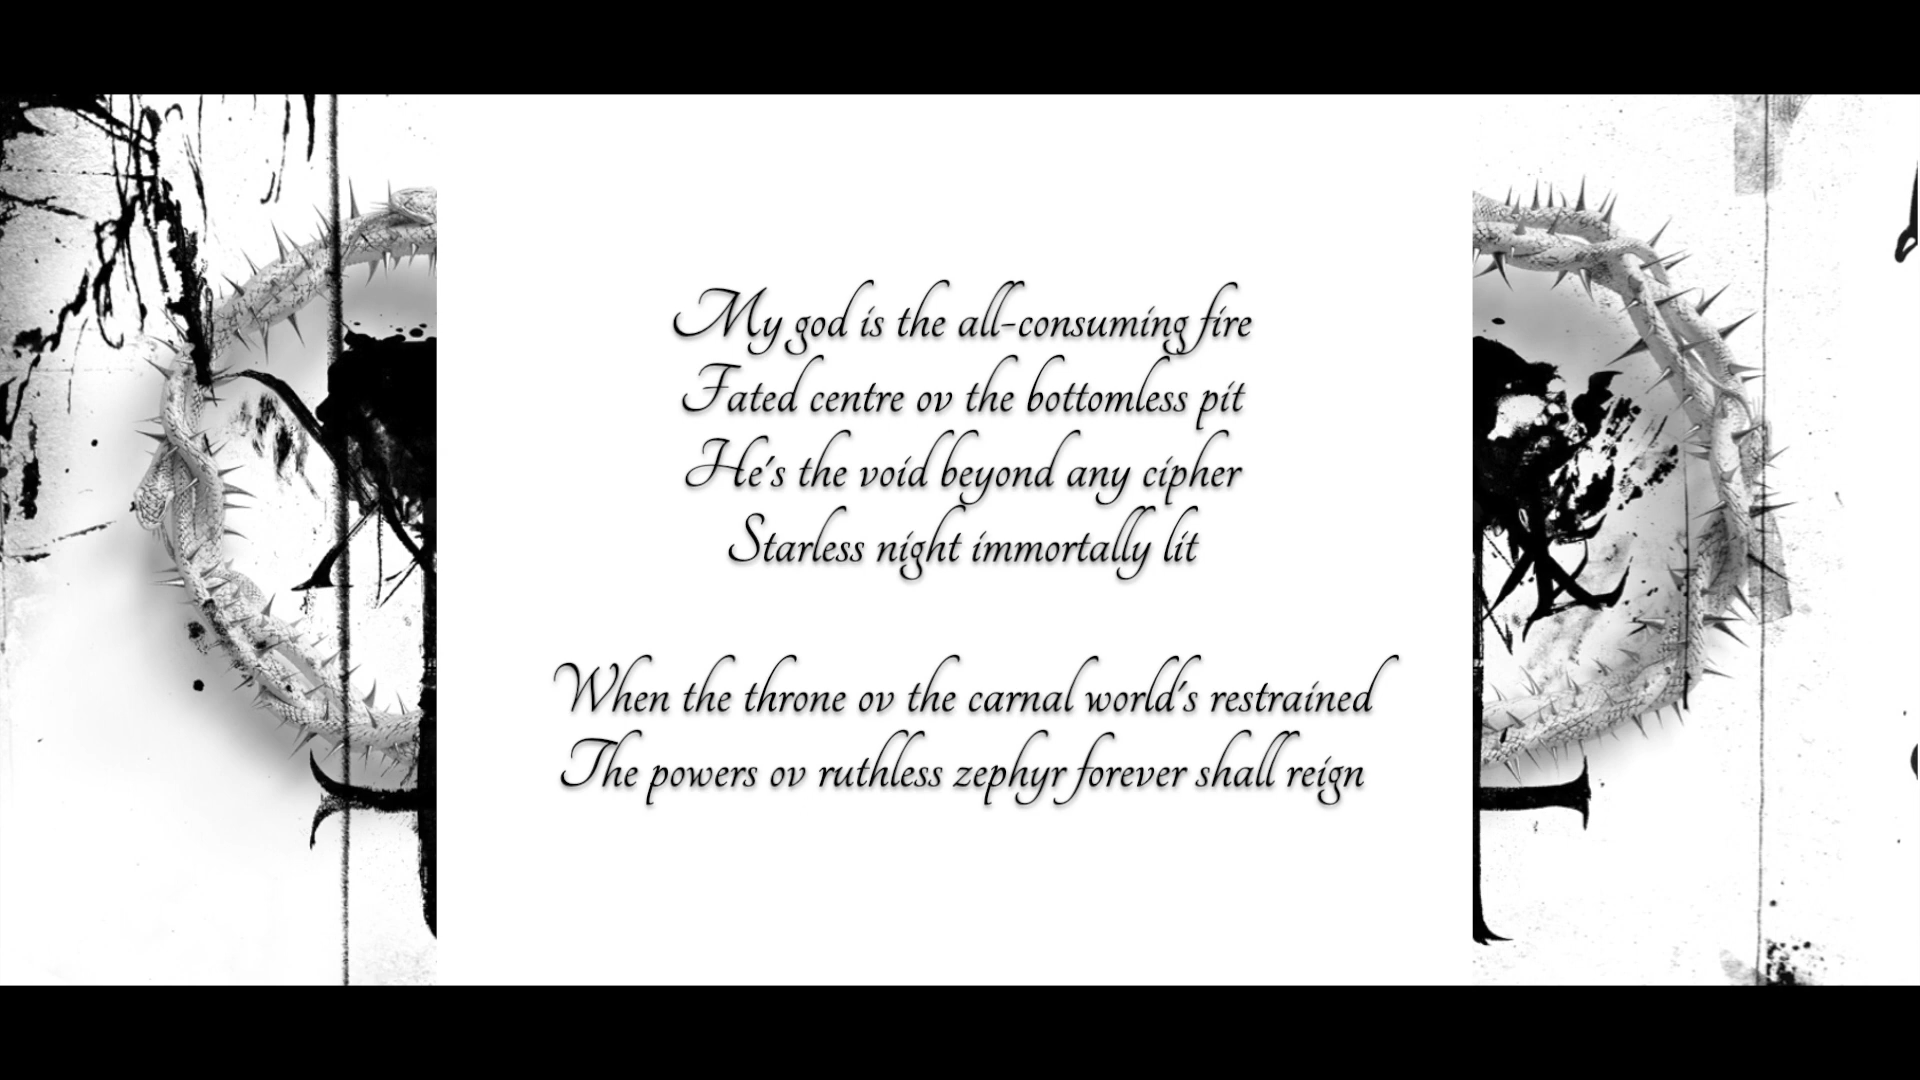 My god is the all-consuming fire
Fated centre ov the bottomless pit
He's the void beyond any cipher
Starless night immortally lit
When the throne ov the carnal world's restrained
The powers ov ruthless zephyr forever shall reign